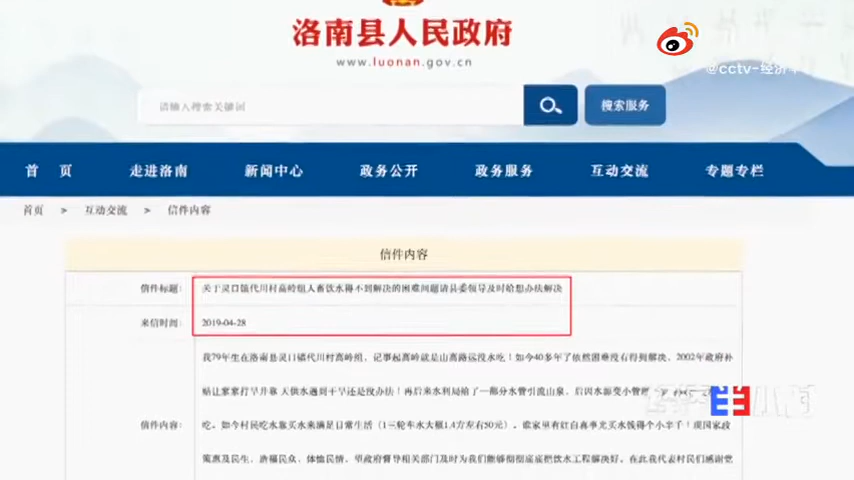 洛南县人民政府
www.luonan.gov.cn
@cctv-经济半
请输入搜索关键词
搜索服务
首 页 走进洛南 新闻中心 政务公开 政务服务 互动交流 专题专栏
首页 > 互动交流 > 信件内容
信件内容
信件标题: 关于灵口镇代川村高岭组人畜饮水得不到解决的困难问题请县委领导及时给想办法解决
来信时间: 2019-04-28
我79年生在洛南县灵口镇代川村高岭组，记事起高岭就是山高路远没水吃！如今40多年了依然困难没有得到解决，2002年政府补
贴让家家打旱井靠 天供水遇到干旱还是没办法！再后来水利局给了一部分水管引流山泉，后因水源变小管
信件内容: 吃。如今村民吃水靠买水来满足日常生活（1三轮车水大概1.4方左右50元）。谁家里有红白喜事光买水钱得个小半千！现国家政
策惠及民生，造福民众，体恤民情，望政府督导相关部门及时为我们能够彻彻底底把饮水工程解决好。在此我代表村民们感谢党